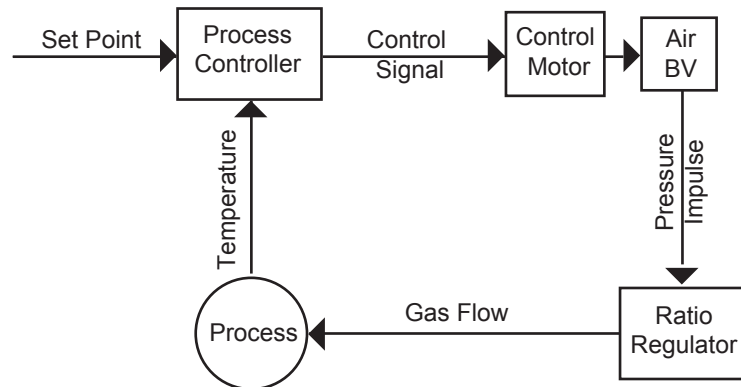 Set Point
Process
Controller
Control
Signal
Control
Motor
Air
BV
Pressure
Impulse
Temperature
Process
Gas Flow
Ratio
Regulator